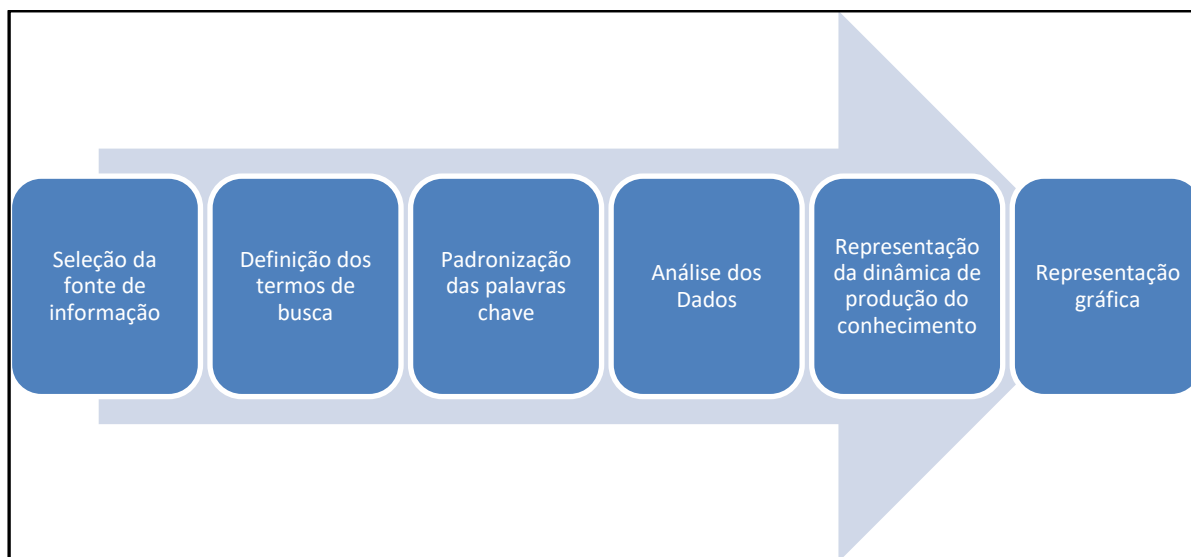 Seleção da
fonte de
informação
Definição dos
termos de
busca
Padronização
das palavras
chave
Análise dos
Dados
Representação
da dinâmica de
produção do
conhecimento
Representação
gráfica